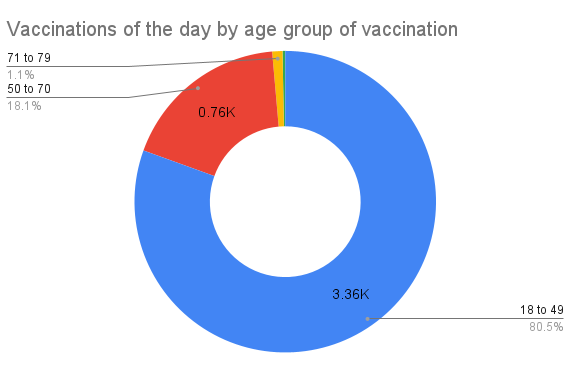 Vaccinations of the day by age group of vaccination
71 to 79
1.1%
50 to 70
18.1%
0.76K
3.36K
18 to 49
80.5%